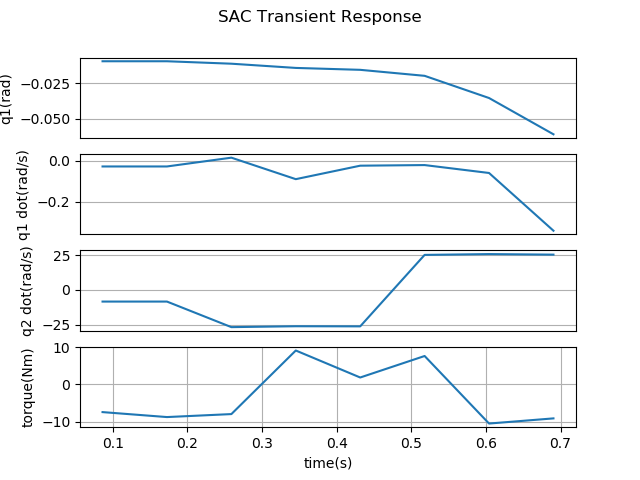 SAC Transient Response
q1(rad)
−0.025
−0.050
q1 dot(rad/s)
0.0
−0.2
q2 dot(rad/s)
25
0
−25
torque(Nm)
10
0
−10
0.1 0.2 0.3 0.4 0.5 0.6 0.7
time(s)